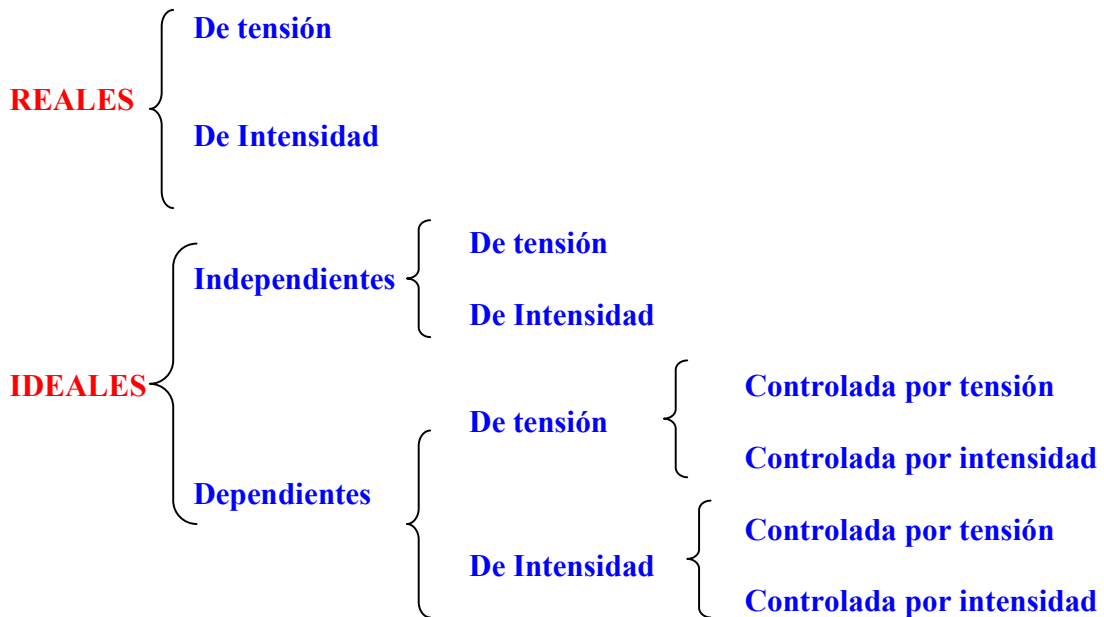 De tensión
REALES
De Intensidad
De tensión
Independientes
De Intensidad
IDEALES
Controlada por tensión
De tensión
Controlada por intensidad
Dependientes
Controlada por tensión
De Intensidad
Controlada por intensidad